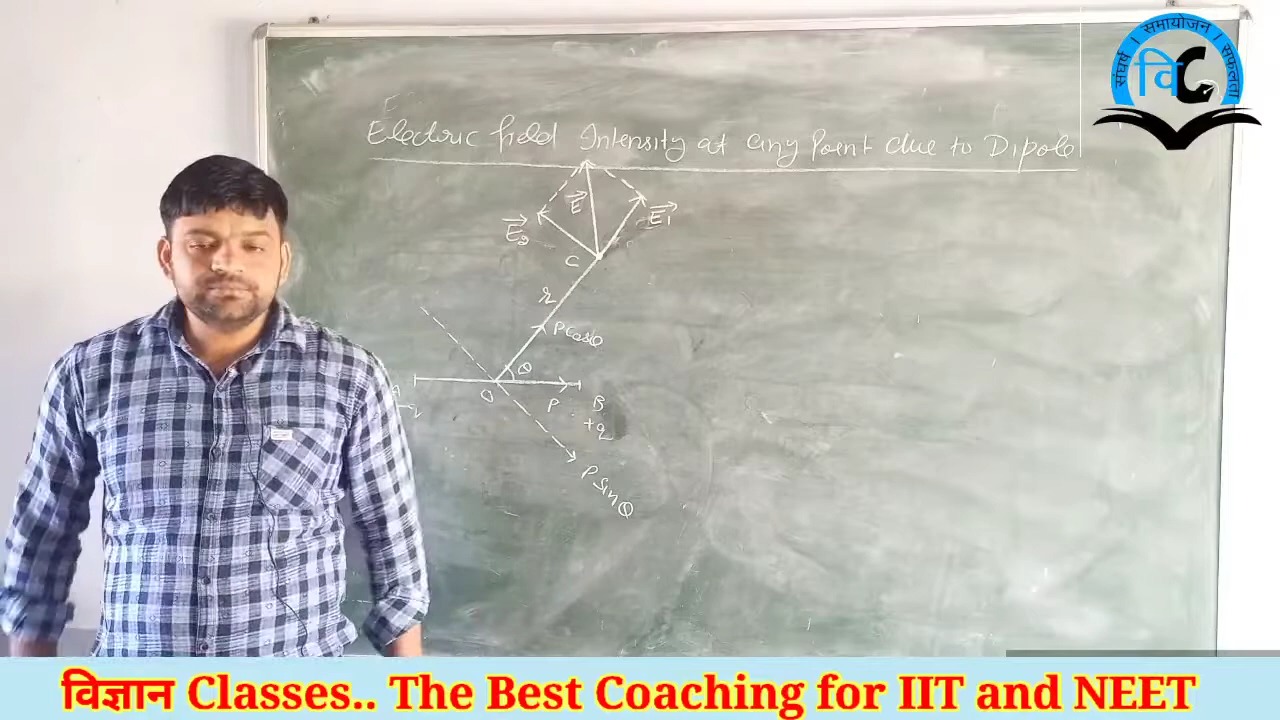 संघर्ष । समायोजन । सफलता
वि
Electric field Intensity at any Point due to Dipole
E
E₂
E₁
C
r
P cosθ
θ
O
P
B
+q
A
-q
P sinθ
विज्ञान Classes.. The Best Coaching for IIT and NEET